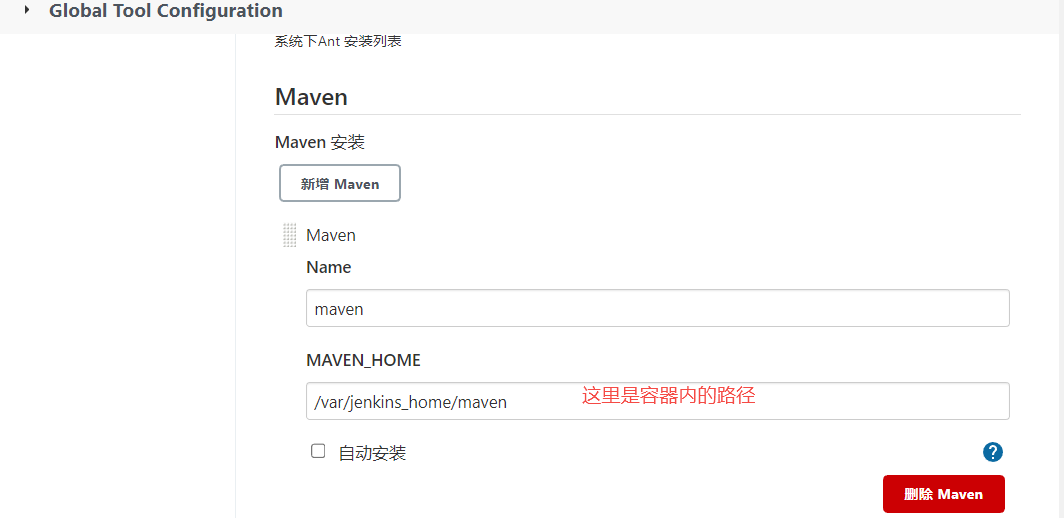 Global Tool Configuration
系统下Ant 安装列表
Maven
Maven 安装
新增 Maven
Maven
Name
maven
MAVEN_HOME
/var/jenkins_home/maven 这里是容器内的路径
自动安装 ?
删除 Maven